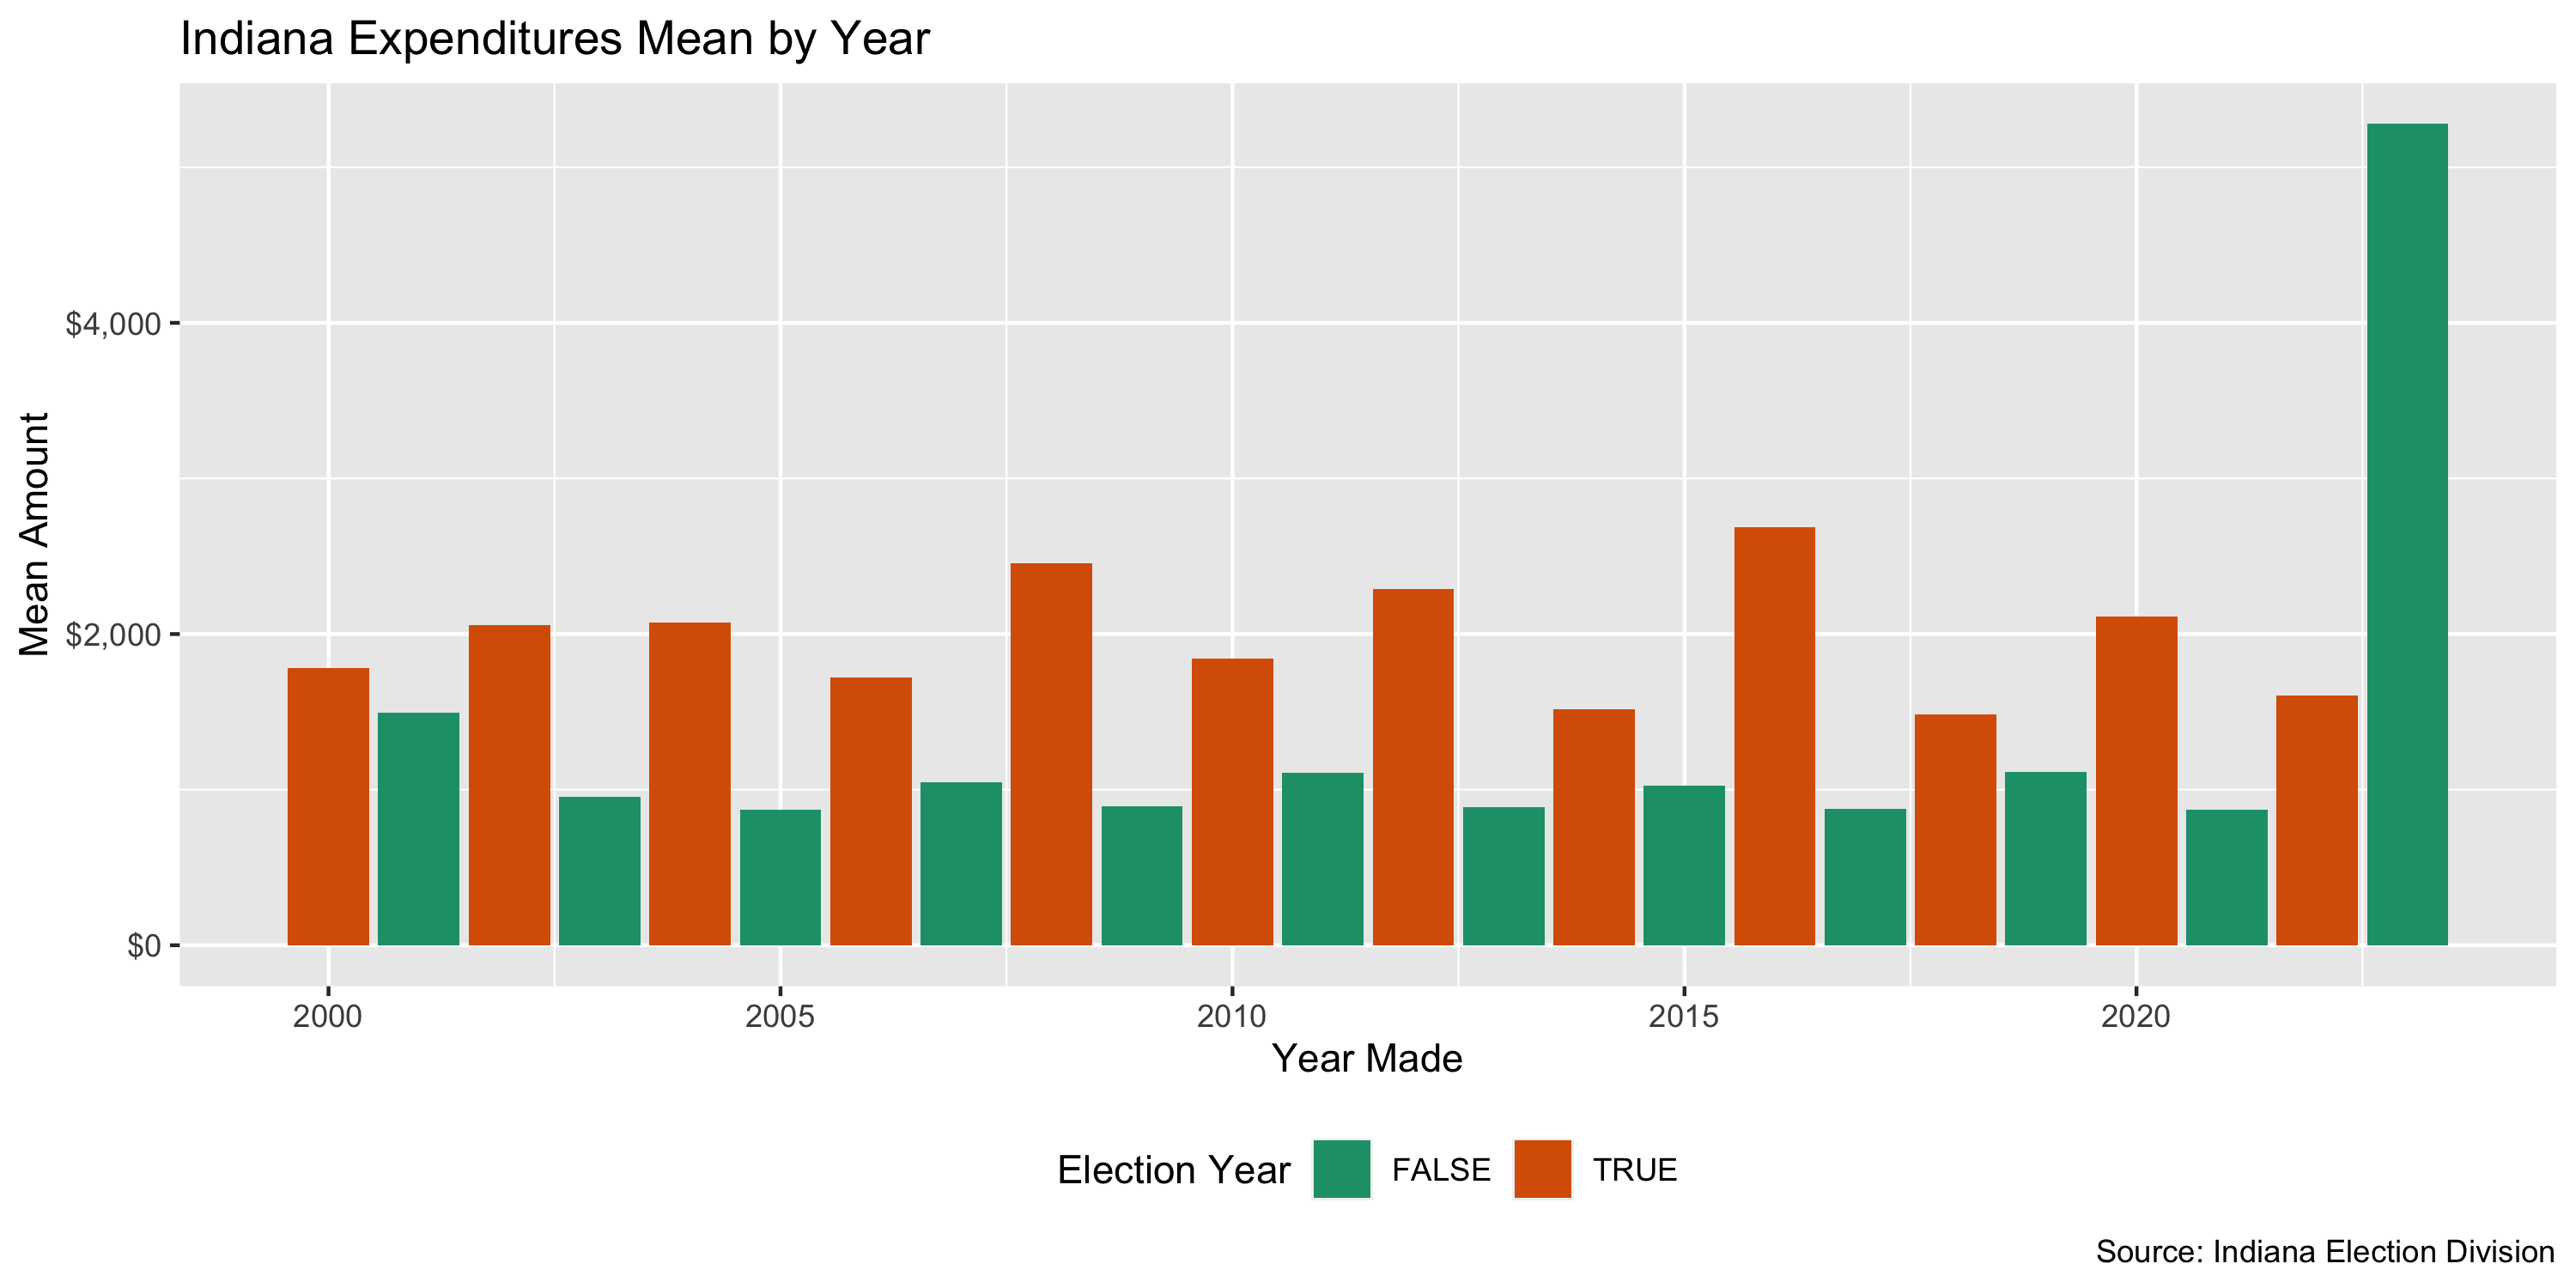 Indiana Expenditures Mean by Year
Mean Amount
$4,000
$2,000
$0
2000 2005 2010 2015 2020
Year Made
Election Year FALSE TRUE
Source: Indiana Election Division